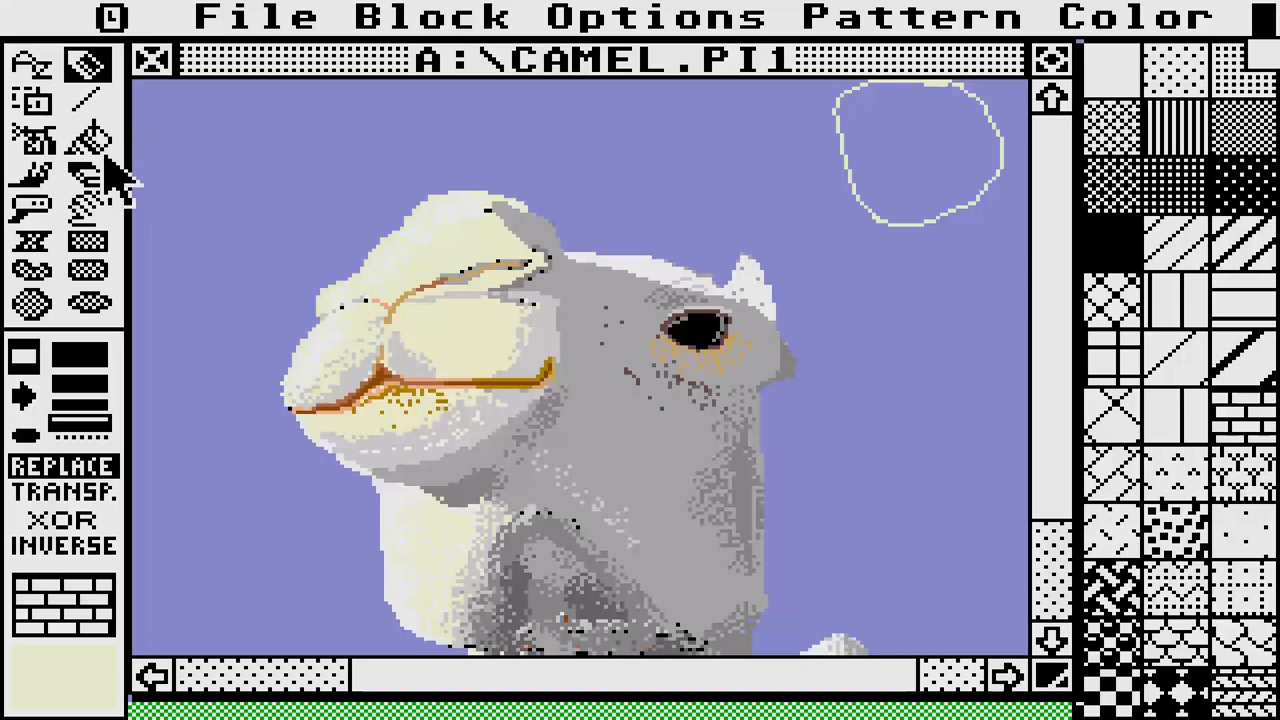 File Block Options Pattern Color
A:\CAMEL.PI1
REPLACE
TRANSP.
XOR
INVERSE